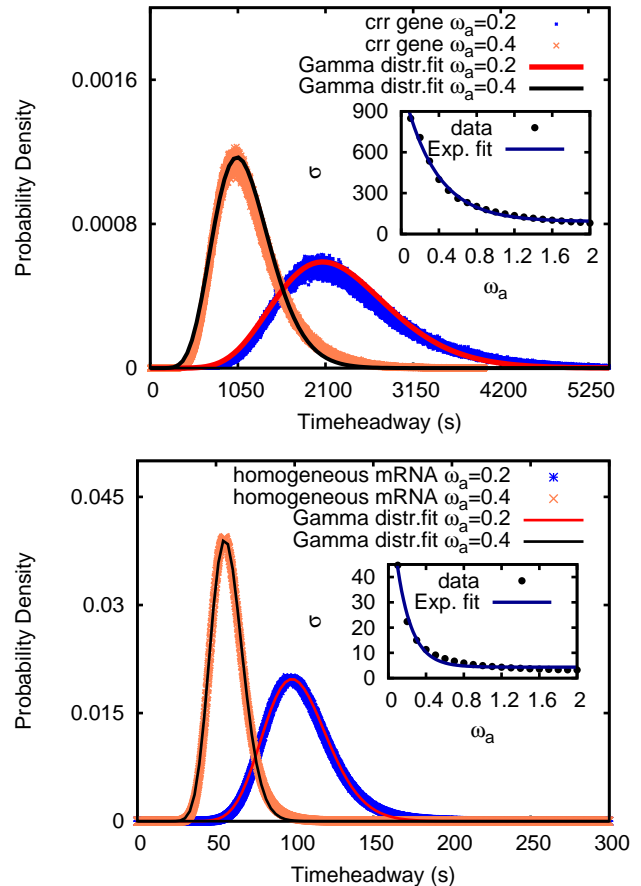 crr gene ωa=0.2
crr gene ωa=0.4
Gamma distr.fit ωa=0.2
Gamma distr.fit ωa=0.4
0.0016
0.0008
0
Probability Density
900
600
300
0
σ
data
Exp. fit
0 0.4 0.8 1.2 1.6 2
ωa
0 1050 2100 3150 4200 5250
Timeheadway (s)
homogeneous mRNA ωa=0.2
homogeneous mRNA ωa=0.4
Gamma distr.fit ωa=0.2
Gamma distr.fit ωa=0.4
0.045
0.03
0.015
0
Probability Density
40
30
20
10
0
σ
data
Exp. fit
0 0.4 0.8 1.2 1.6 2
ωa
0 50 100 150 200 250 300
Timeheadway (s)